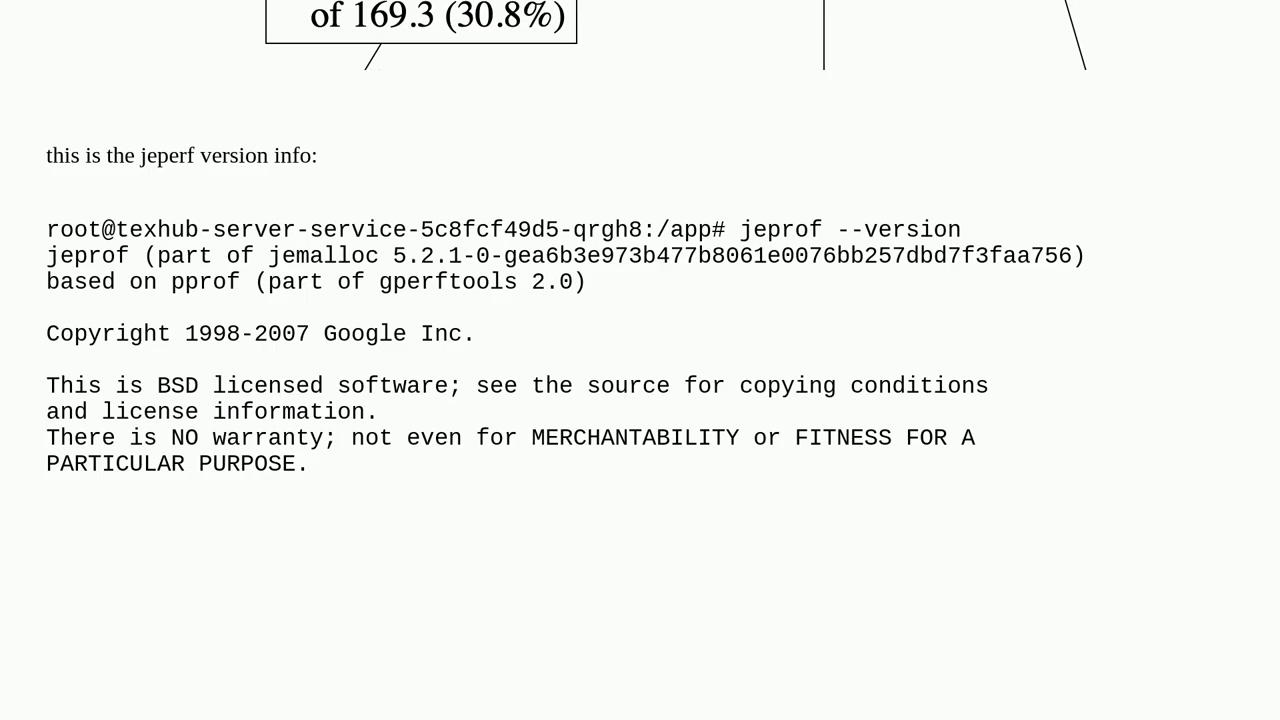 of 169.3 (30.8%)
this is the jeperf version info:
root@texhub-server-service-5c8fcf49d5-qrgh8:/app# jeprof --version
jeprof (part of jemalloc 5.2.1-0-gea6b3e973b477b8061e0076bb257dbd7f3faa756)
based on pprof (part of gperftools 2.0)
Copyright 1998-2007 Google Inc.
This is BSD licensed software; see the source for copying conditions
and license information.
There is NO warranty; not even for MERCHANTABILITY or FITNESS FOR A
PARTICULAR PURPOSE.